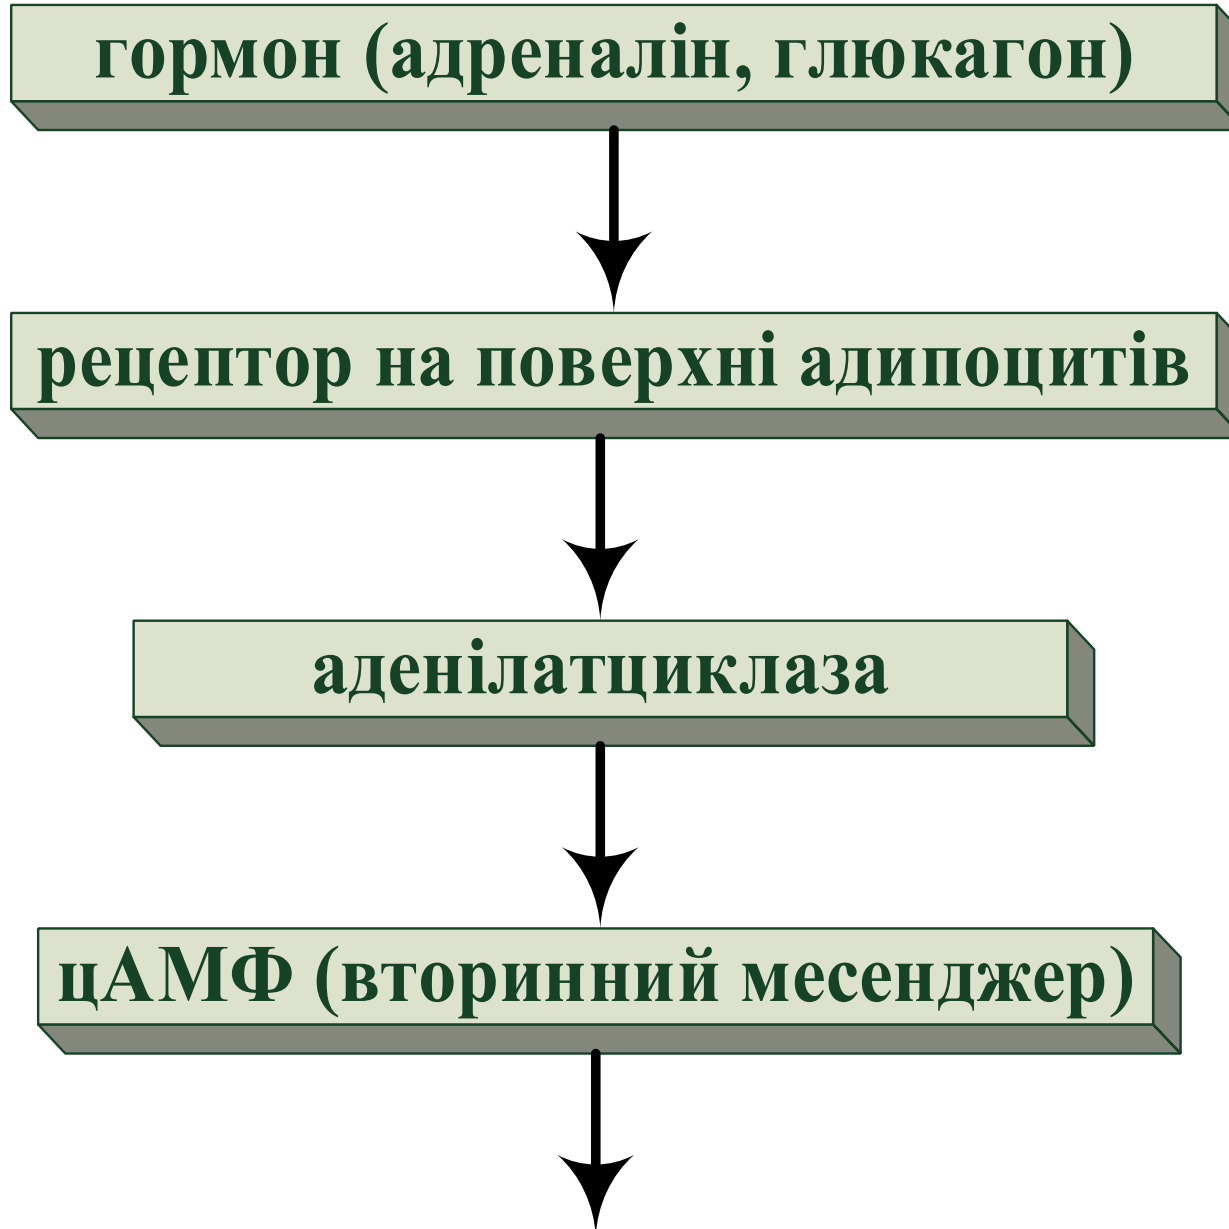 гормон (адреналін, глюкагон)
рецептор на поверхні адипоцитів
аденілатциклаза
цАМФ (вторинний месенджер)